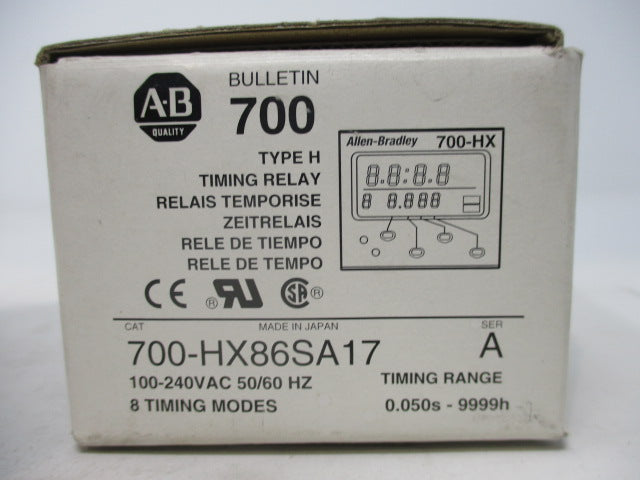 A-B
QUALITY
BULLETIN
700
TYPE H
TIMING RELAY
RELAIS TEMPORISE
ZEITRELAIS
RELE DE TIEMPO
RELE DE TEMPO
Allen-Bradley 700-HX
8.8:8.8
8 8.888
CE ® RU SA ®
CAT MADE IN JAPAN SER
700-HX86SA17 A
100-240VAC 50/60 HZ TIMING RANGE
8 TIMING MODES 0.050s - 9999h